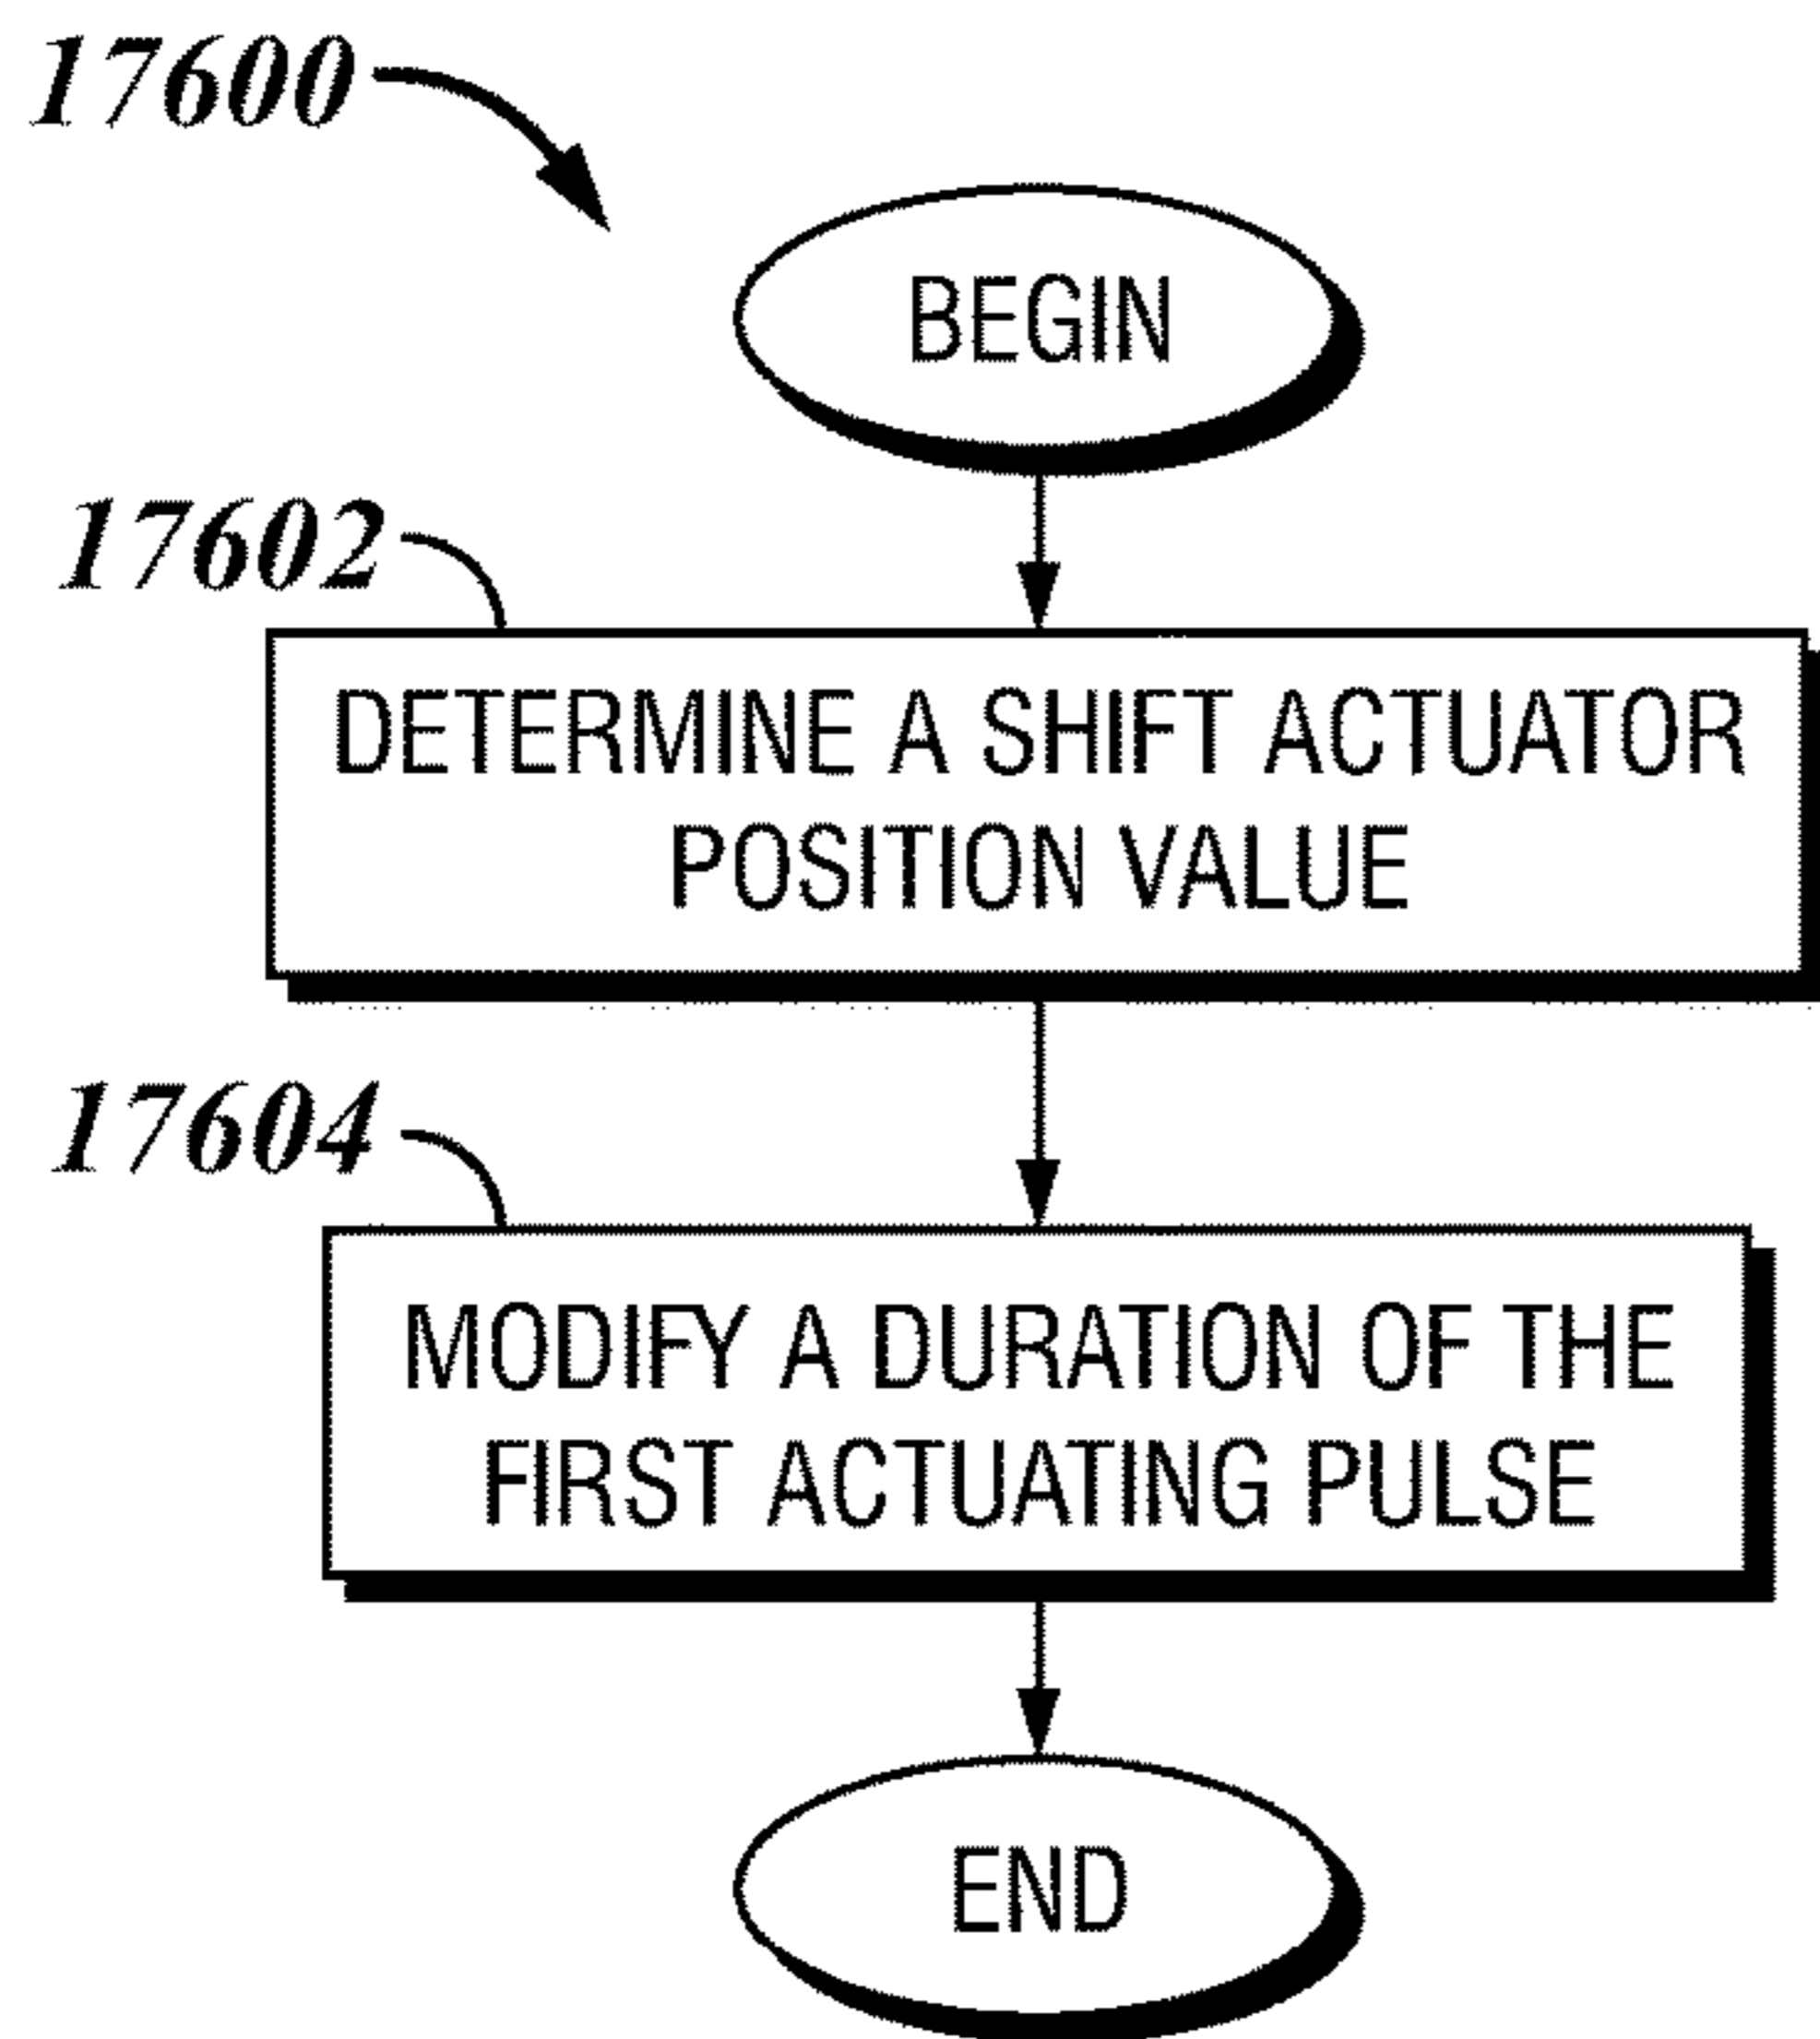 17600
BEGIN
17602
DETERMINE A SHIFT ACTUATOR
POSITION VALUE
17604
MODIFY A DURATION OF THE
FIRST ACTUATING PULSE
END